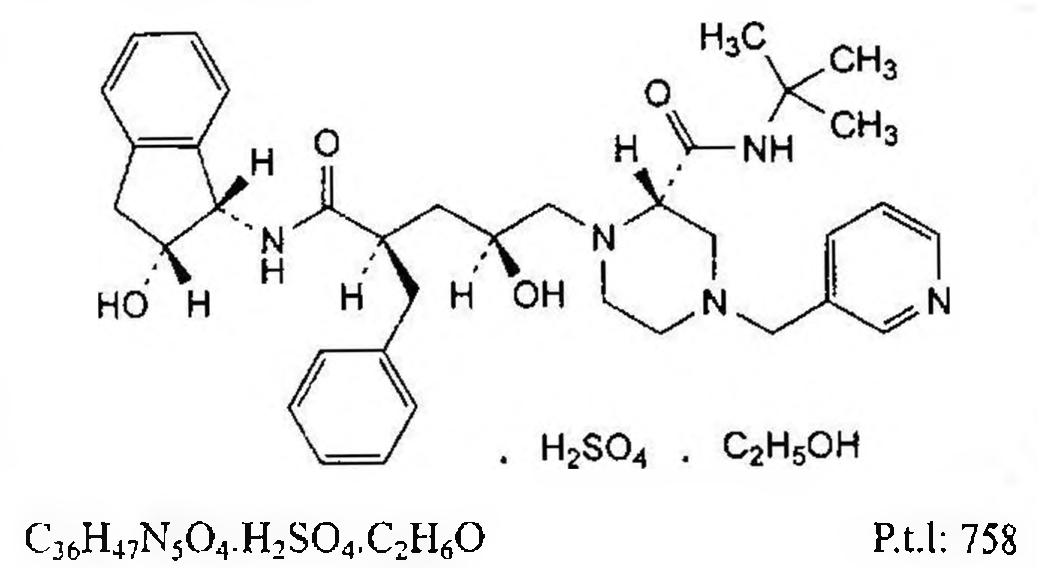 H₃C
CH₃
O
CH₃
NH
H
H
O
N
H
N
HO
H
H
H
OH
N
N
. H₂SO₄ . C₂H₅OH
C₃₆H₄₇N₅O₄.H₂SO₄.C₂H₆O P.t.l: 758